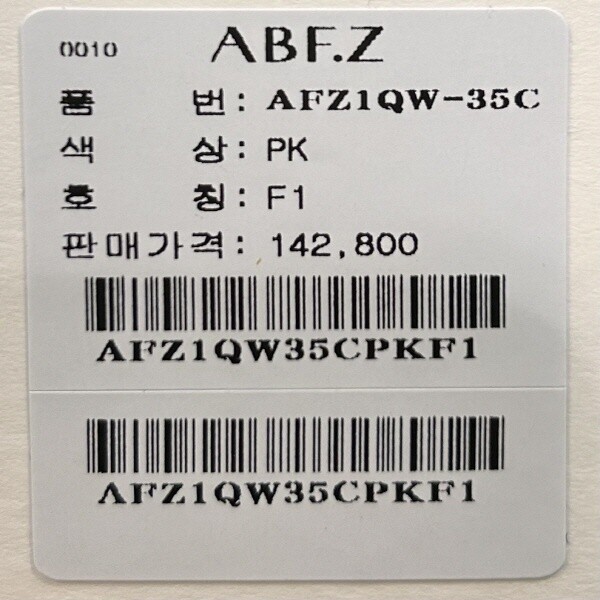 0010 ABF.Z
품 번: AFZ1QW-35C
색 상: PK
호 칭: F1
판매가격: 142,800
AFZ1QW35CPKF1
AFZ1QW35CPKF1